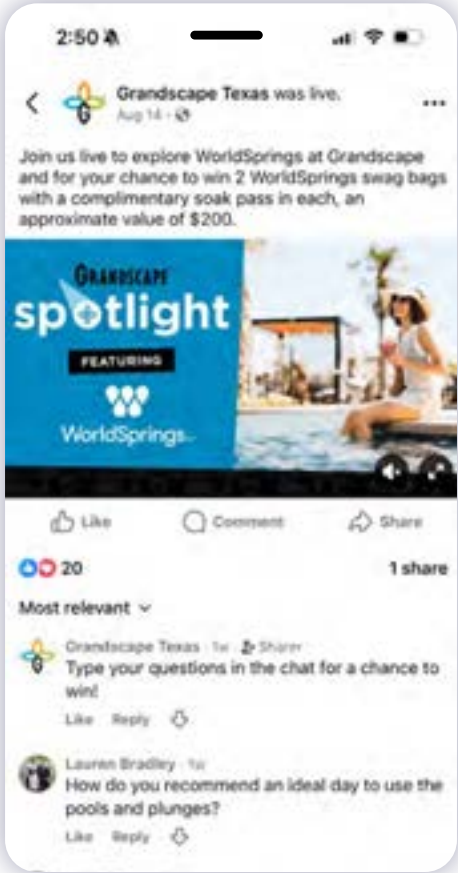 2:50
Grandscape Texas was live.
Aug 14
Join us live to explore WorldSprings at Grandscape
and for your chance to win 2 WorldSprings swag bags
with a complimentary soak pass in each, an
approximate value of $200.
GRANDSCAPE
spotlight
FEATURING
WorldSprings
Like Comment Share
20 1 share
Most relevant
Grandscape Texas 1w Sharer
Type your questions in the chat for a chance to
win!
Like Reply
Lauren Bradley 1w
How do you recommend an ideal day to use the
pools and plunges?
Like Reply